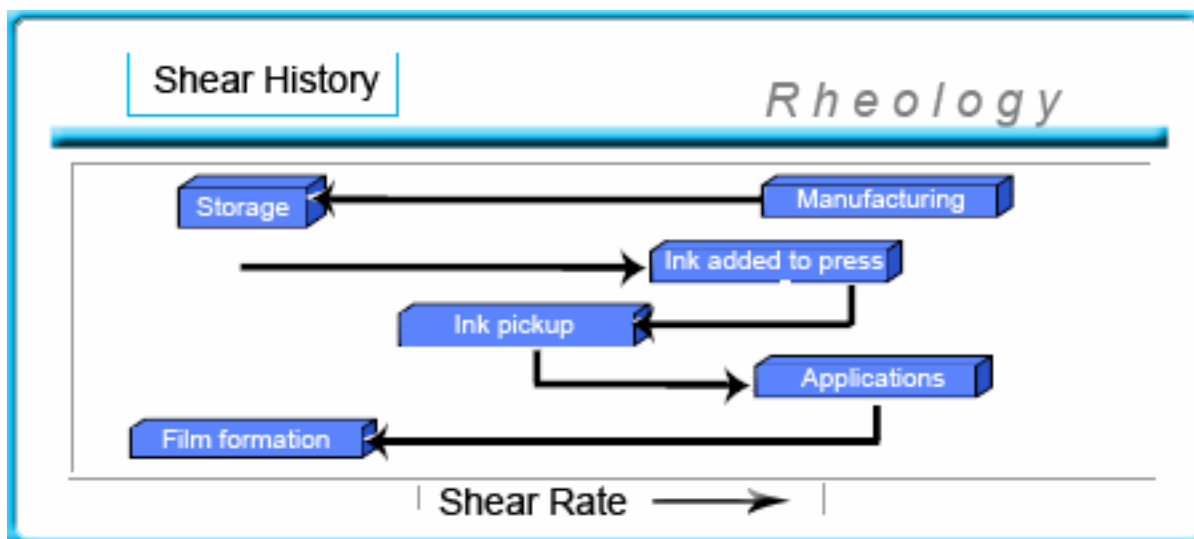 Shear History
Rheology
Storage
Manufacturing
Ink added to press
Ink pickup
Applications
Film formation
Shear Rate